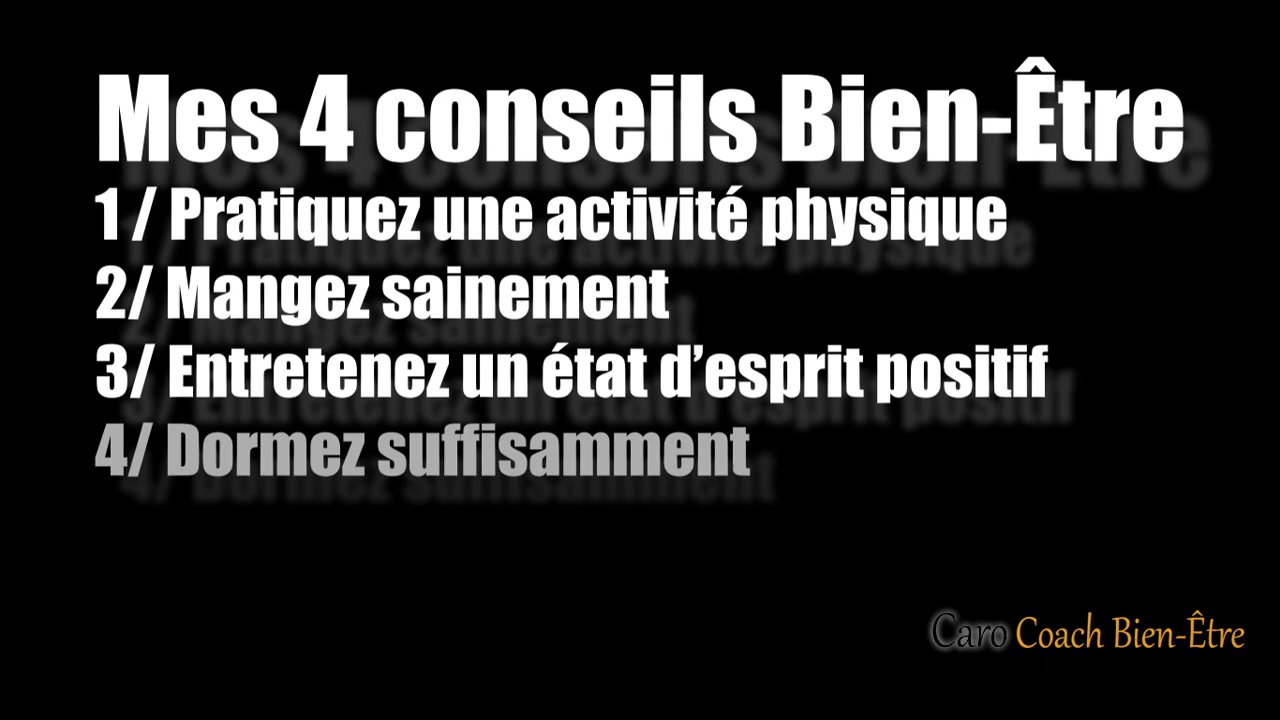 Mes 4 conseils Bien-Être
1 / Pratiquez une activité physique
2/ Mangez sainement
3/ Entretenez un état d’esprit positif
4/ Dormez suffisamment
Caro Coach Bien-Être